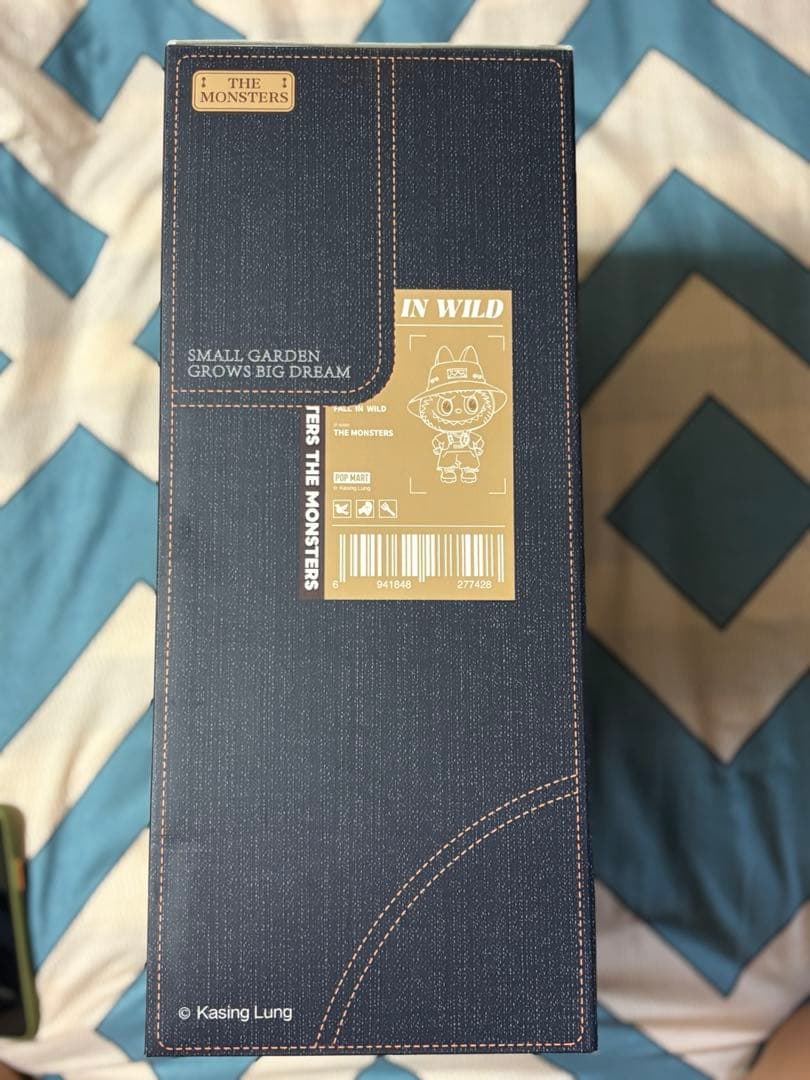 THE
MONSTERS
IN WILD
SMALL GARDEN
GROWS BIG DREAM
FALL IN WILD
THE MONSTERS
TERS THE MONSTERS
POP MART
© Kasing Lung
6 941848 277428
© Kasing Lung